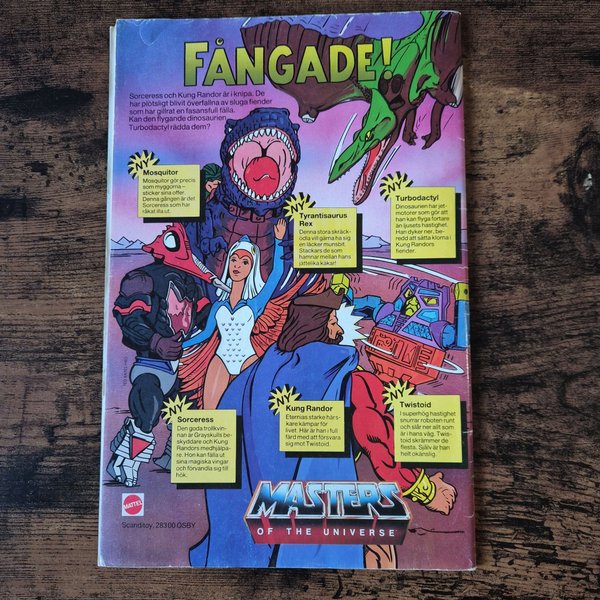 FÅNGADE!
Sorceress och Kung Randor är i knipa. De
har plötsligt blivit överfallna av sluga fiender
som har gillrat en fasansfull fälla.
Kan den flygande dinosaurien
Turbodactyl rädda dem?
NY
Mosquitor
Mosquitor gör precis
som myggorna –
sticker sina offer.
Denna gången är det
Sorceress som har
råkat illa ut.
NY
Tyrantisaurus
Rex
Denna stora skräck-
ödla vill gärna ha sig
en läcker munsbit.
Stackars de som
hamnar mellan hans
jättelika käkar!
NY
Turbodactyl
Dinosaurien har jet-
motorer som gör att
han kan flyga fortare
än ljusets hastighet.
Han dyker ner, be-
redd att sätta klorna i
Kung Randors
fiender.
NY
Sorceress
Den goda trollkvin-
nan är Grayskulls be-
skyddare och Kung
Randors medhjälpa-
re. Hon kan fälla ut
sina magiska vingar
och förvandla sig till
hök.
NY
Kung Randor
Eternias starke härs-
kare kämpar för
livet. Här är han i full
färd med att försvara
sig mot Twistoid.
NY
Twistoid
I superhög hastighet
snurrar roboten runt
och slår ner allt som
är i hans väg. Twis-
toid skrämmer de
flesta. Själv är han
helt okänslig.
MATTEL
Scanditoy, 28300 OSBY
MASTERS
OF THE UNIVERSE